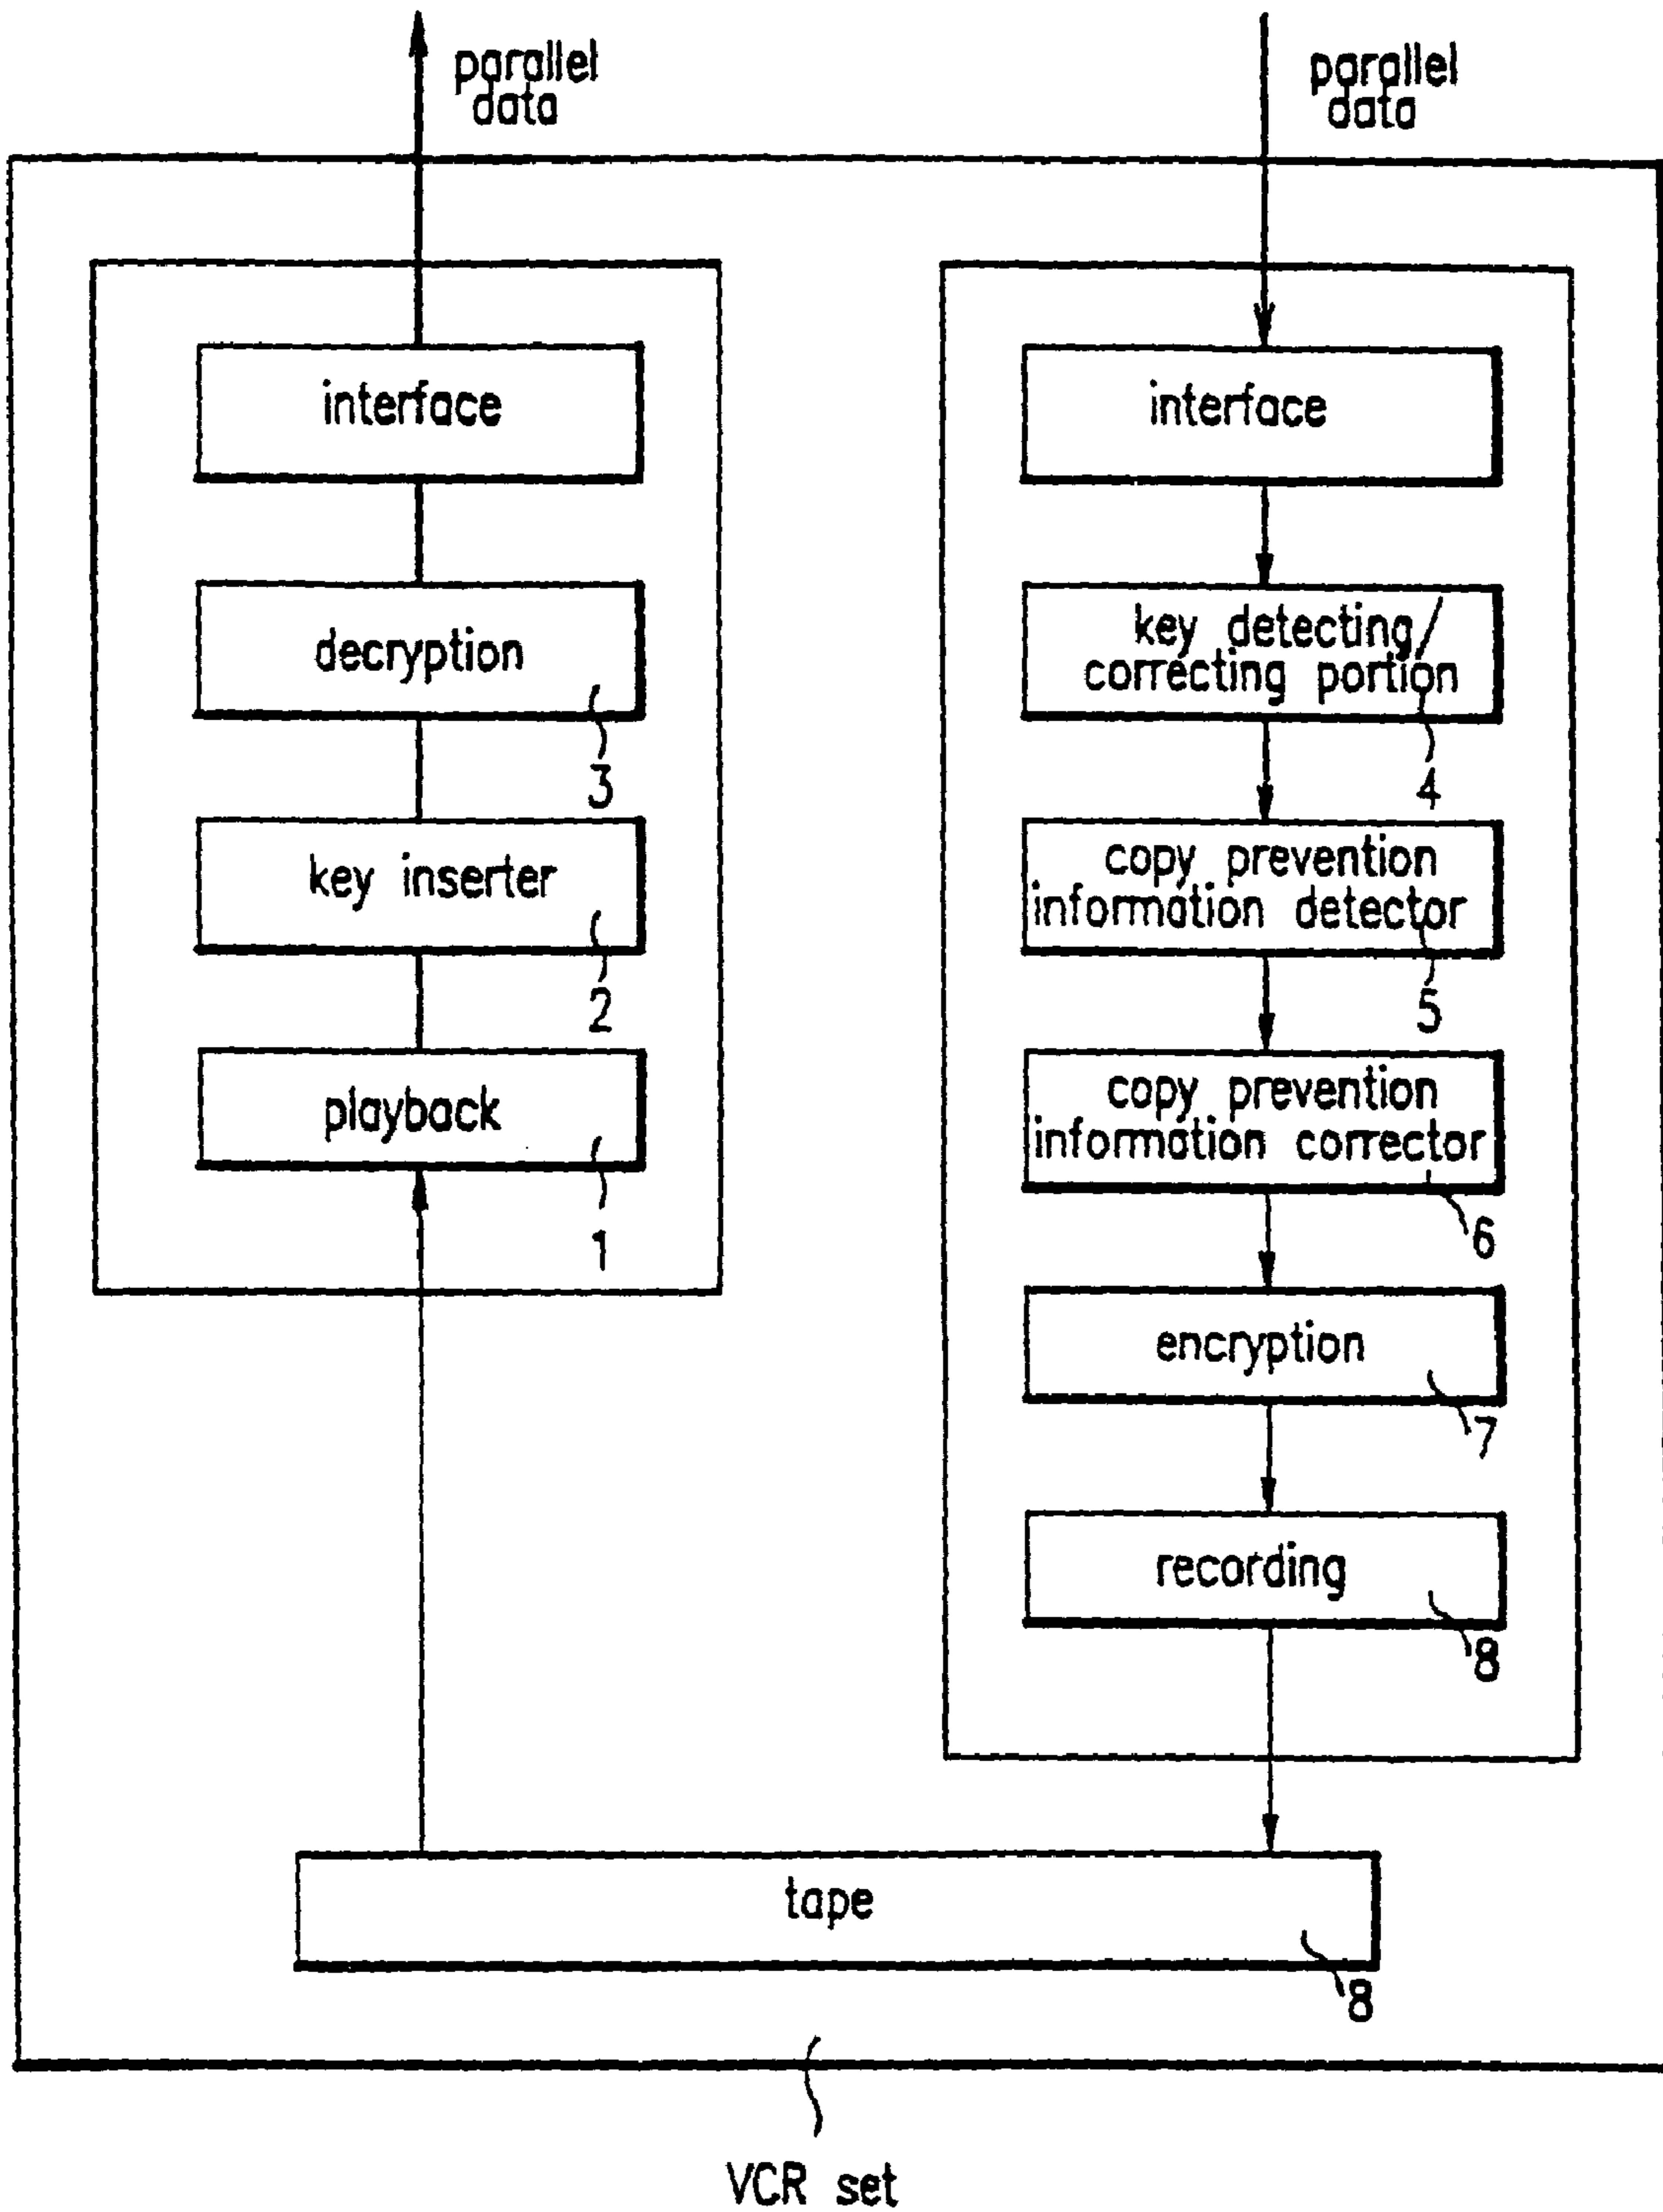 parallel
data
interface
decryption
3
key inserter
2
playback
1
parallel
data
interface
key detecting/
correcting portion
4
copy prevention
information detector
5
copy prevention
information corrector
6
encryption
7
recording
8
tape
8
VCR set